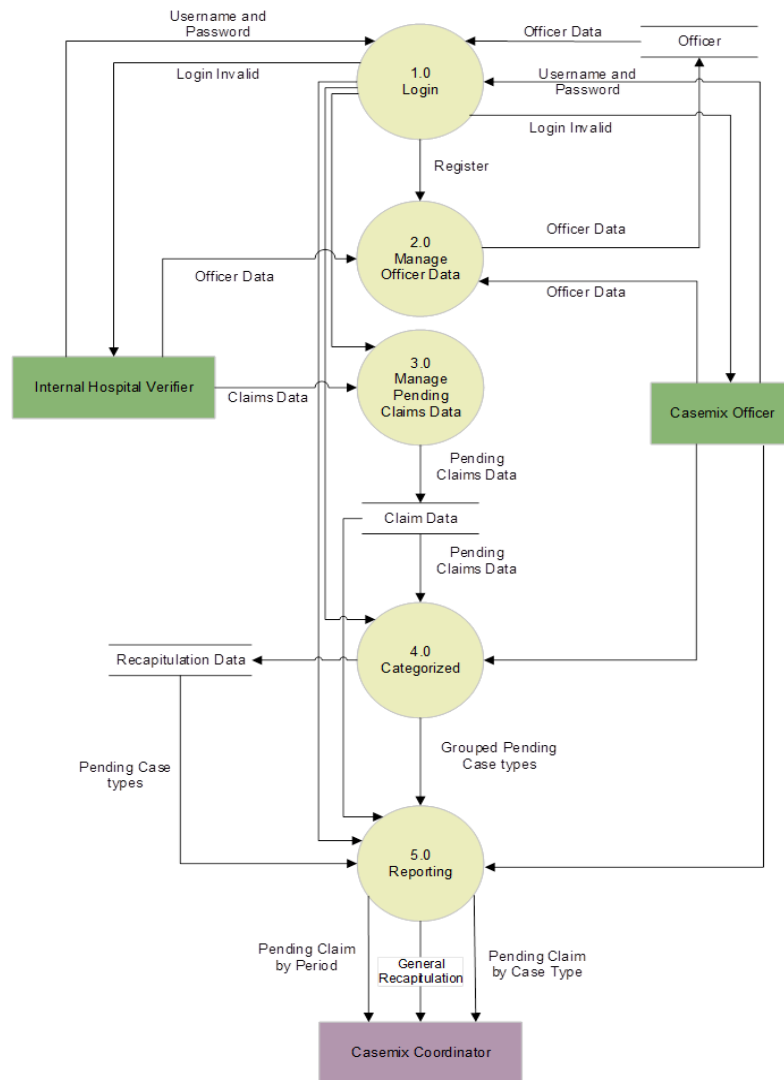 Username and
Password
Officer Data
Officer
1.0
Login
Login Invalid
Username and
Password
Login Invalid
Register
2.0
Manage
Officer Data
Officer Data
Officer Data
Officer Data
3.0
Manage
Pending
Claims Data
Internal Hospital Verifier
Claims Data
Casemix Officer
Pending
Claims Data
Claim Data
Pending
Claims Data
4.0
Categorized
Recapitulation Data
Grouped Pending
Case types
Pending Case
types
5.0
Reporting
Pending Claim
by Period
General
Recapitulation
Pending Claim
by Case Type
Casemix Coordinator